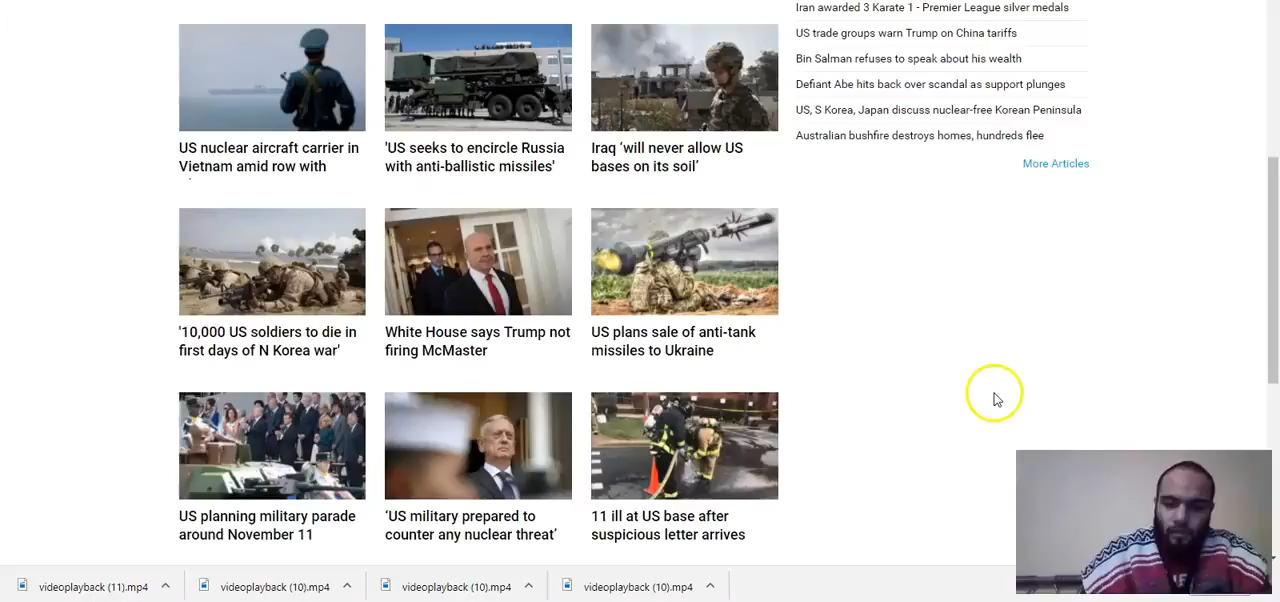 Iran awarded 3 Karate 1 - Premier League silver medals
US trade groups warn Trump on China tariffs
Bin Salman refuses to speak about his wealth
Defiant Abe hits back over scandal as support plunges
US, S Korea, Japan discuss nuclear-free Korean Peninsula
Australian bushfire destroys homes, hundreds flee
More Articles
US nuclear aircraft carrier in
Vietnam amid row with
'US seeks to encircle Russia
with anti-ballistic missiles'
Iraq ‘will never allow US
bases on its soil’
'10,000 US soldiers to die in
first days of N Korea war'
White House says Trump not
firing McMaster
US plans sale of anti-tank
missiles to Ukraine
US planning military parade
around November 11
‘US military prepared to
counter any nuclear threat’
11 ill at US base after
suspicious letter arrives
videoplayback (11).mp4
videoplayback (10).mp4
videoplayback (10).mp4
videoplayback (10).mp4